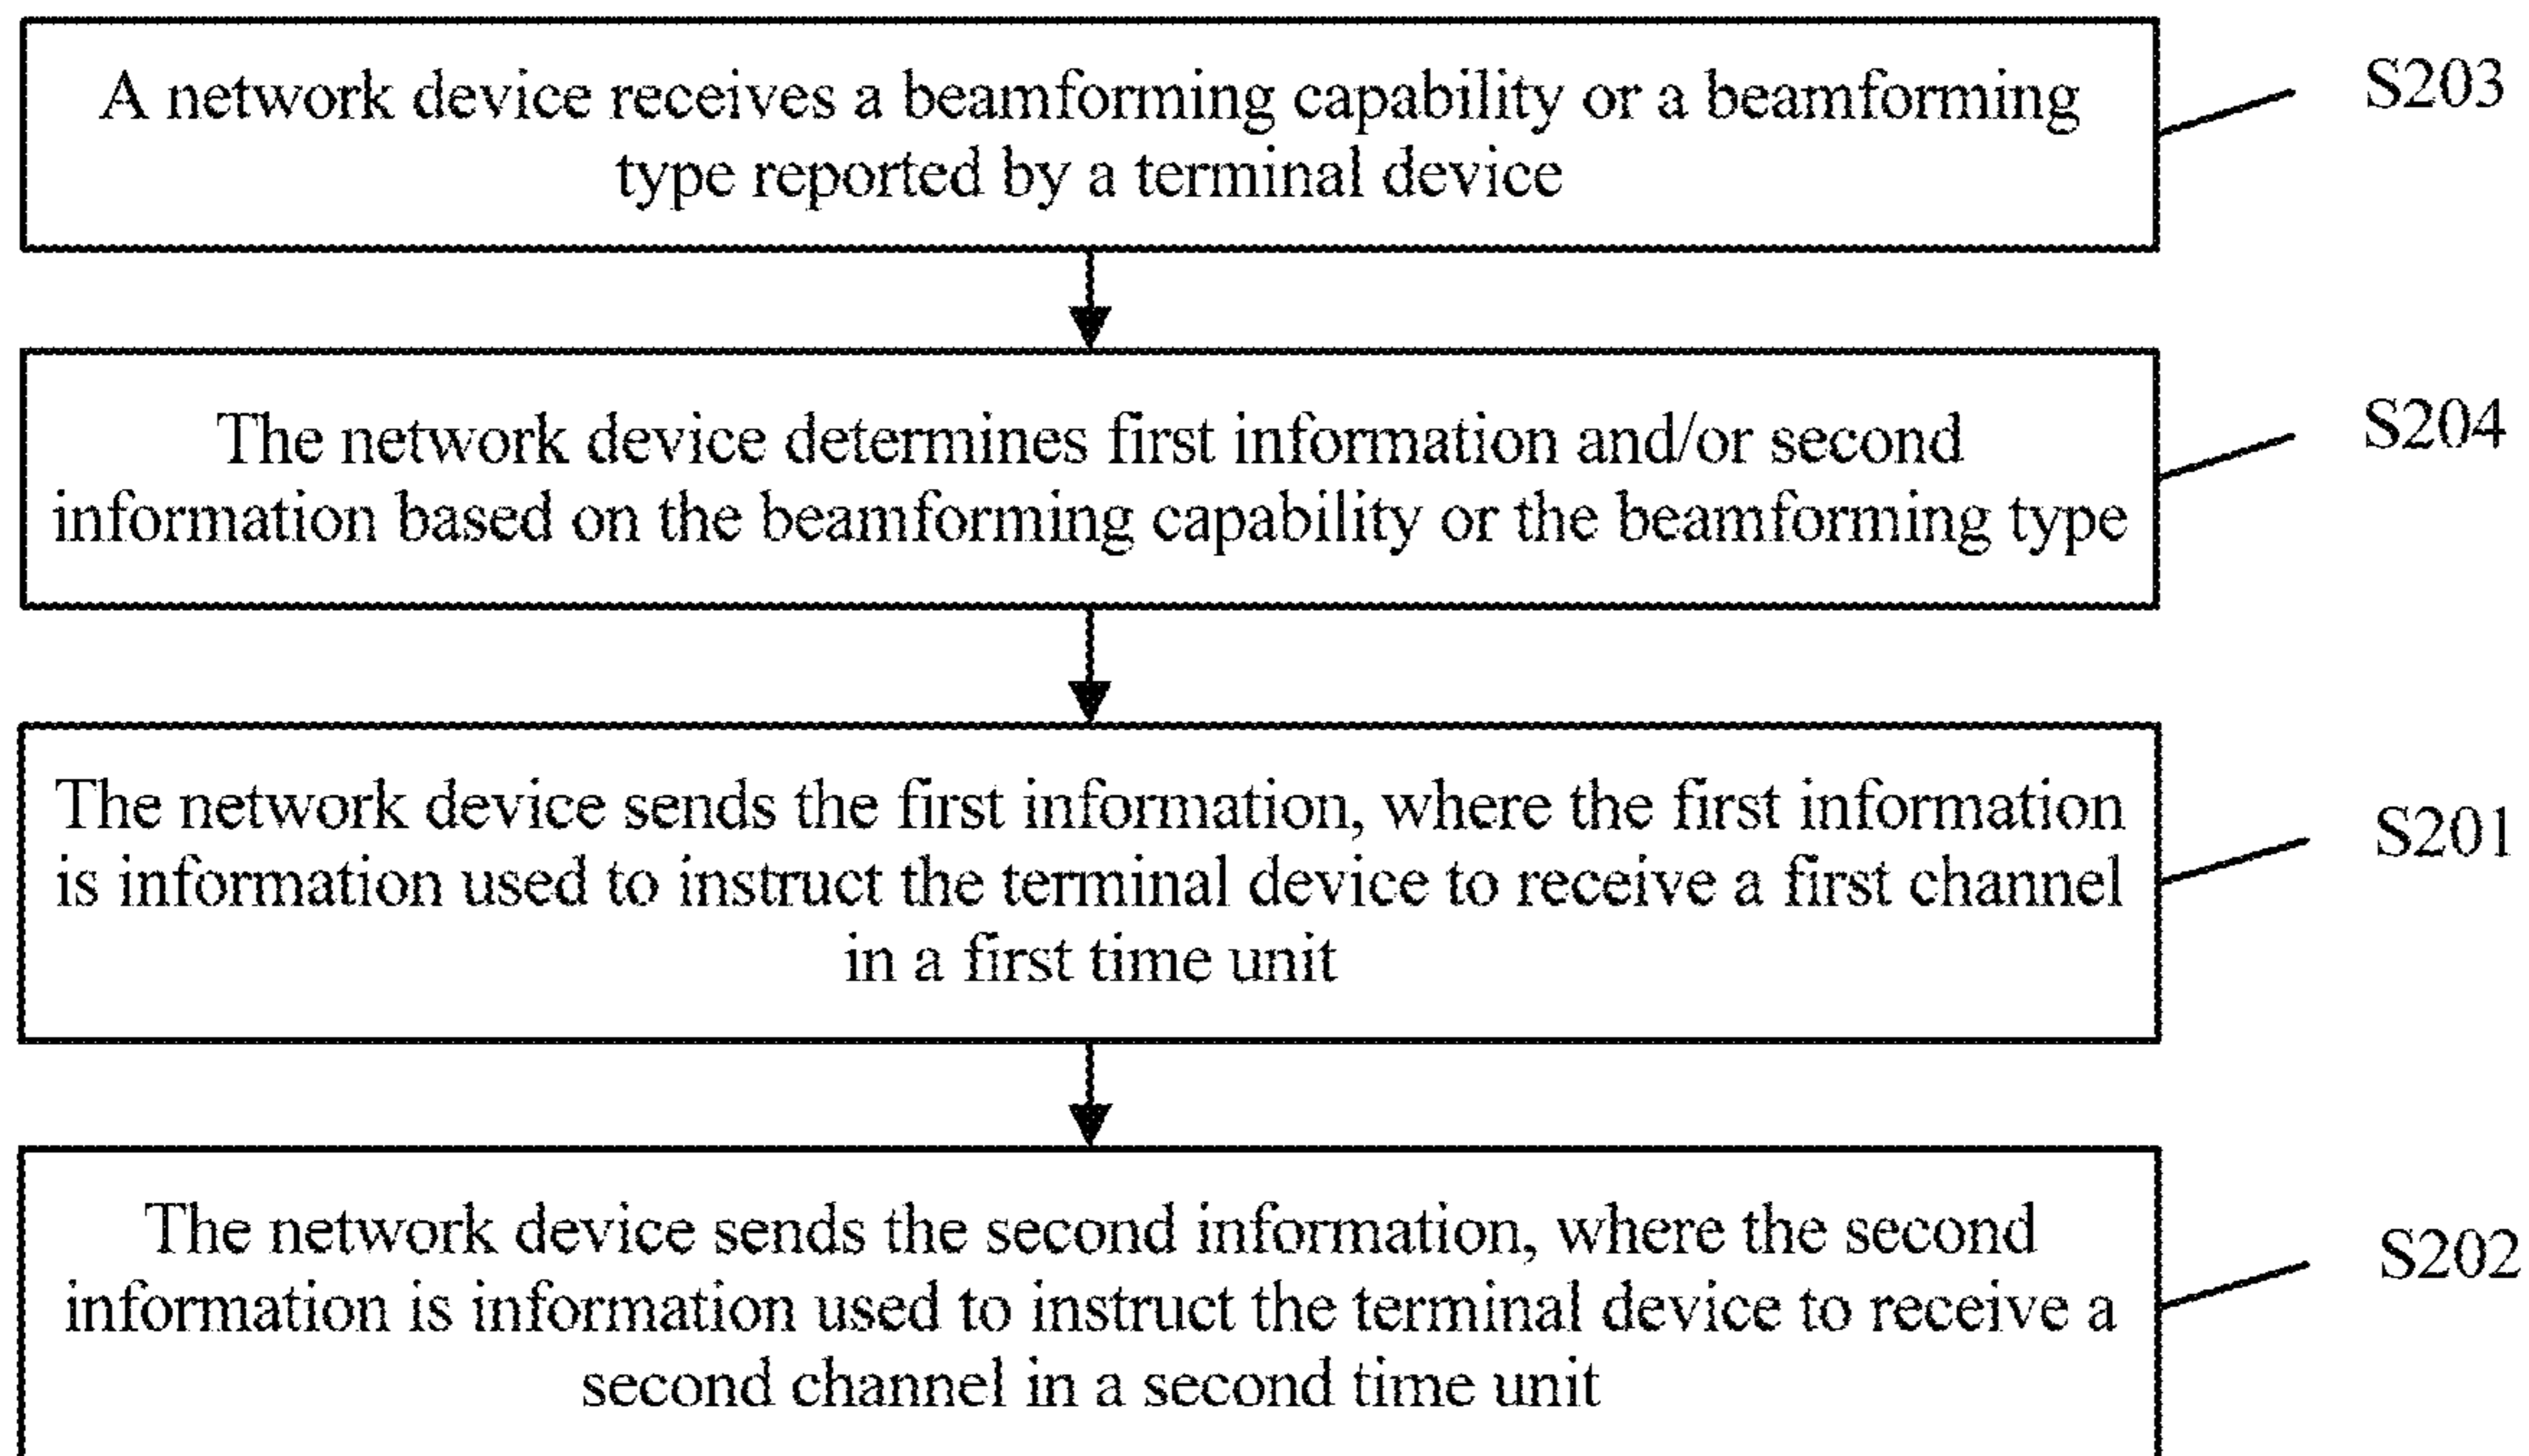 A network device receives a beamforming capability or a beamforming
type reported by a terminal device
S203
The network device determines first information and/or second
information based on the beamforming capability or the beamforming type
S204
The network device sends the first information, where the first information
is information used to instruct the terminal device to receive a first channel
in a first time unit
S201
The network device sends the second information, where the second
information is information used to instruct the terminal device to receive a
second channel in a second time unit
S202